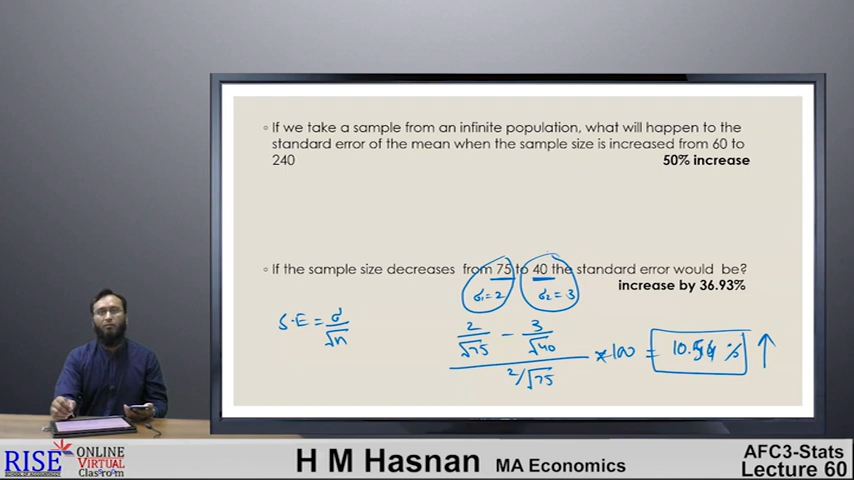 ◦ If we take a sample from an infinite population, what will happen to the
standard error of the mean when the sample size is increased from 60 to
240 50% increase
◦ If the sample size decreases from 75 to 40 the standard error would be?
increase by 36.93%
σ₁=2 σ₂=3
S.E = σ/√n
2/√75 - 3/√40
2/√75
*100 = % ↑
RISE ONLINE
VIRTUAL
SCHOOL OF ACCOUNTANCY Classroom
H M Hasnan MA Economics
AFC3-Stats
Lecture 60